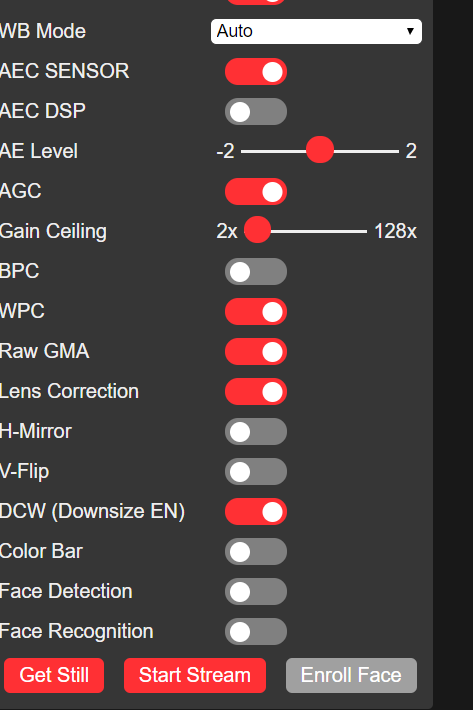 WB Mode Auto
AEC SENSOR
AEC DSP
AE Level -2 2
AGC
Gain Ceiling 2x 128x
BPC
WPC
Raw GMA
Lens Correction
H-Mirror
V-Flip
DCW (Downsize EN)
Color Bar
Face Detection
Face Recognition
Get Still Start Stream Enroll Face